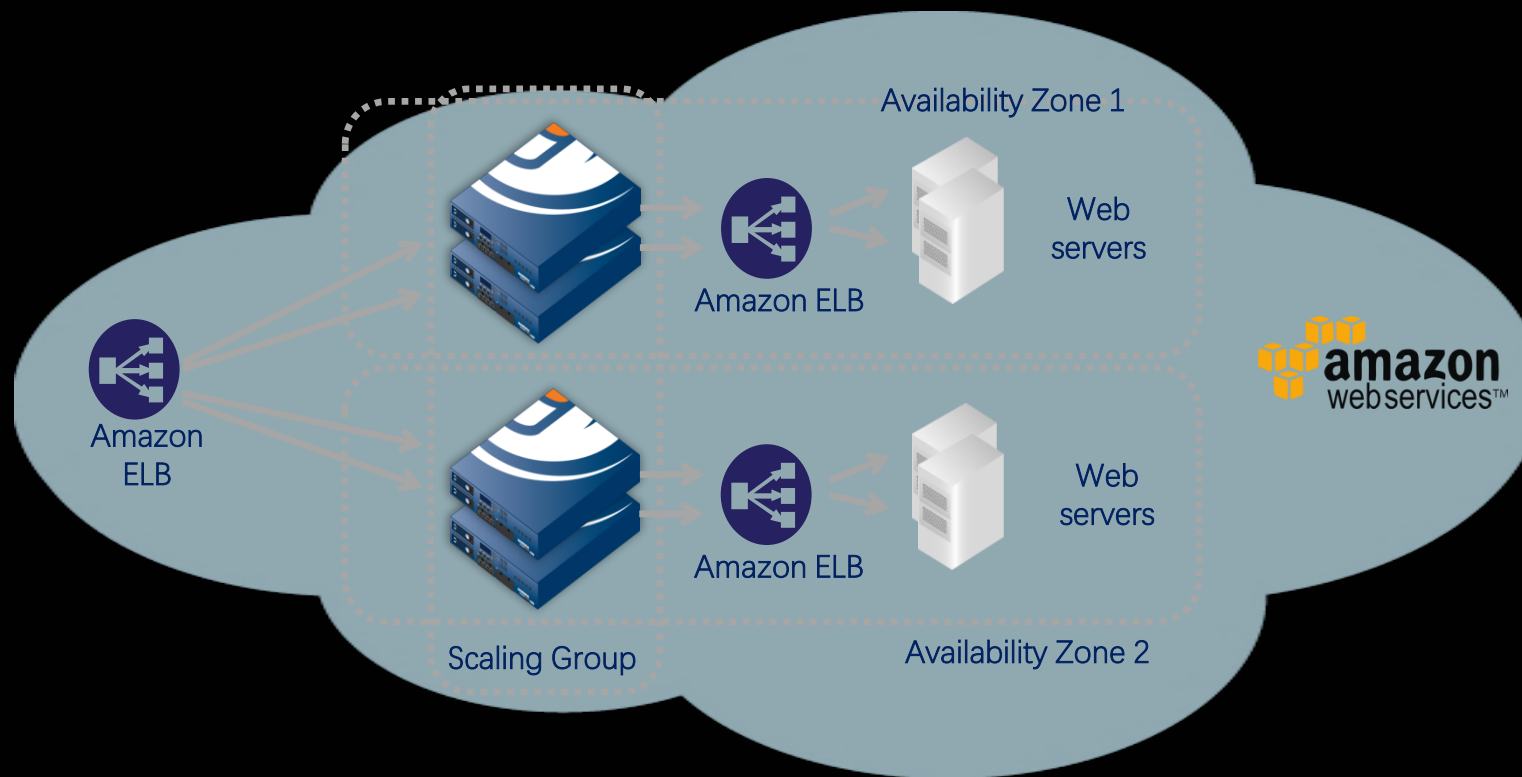 Availability Zone 1
Web
servers
Amazon ELB
Amazon
ELB
amazon
webservices™
Web
servers
Amazon ELB
Scaling Group
Availability Zone 2